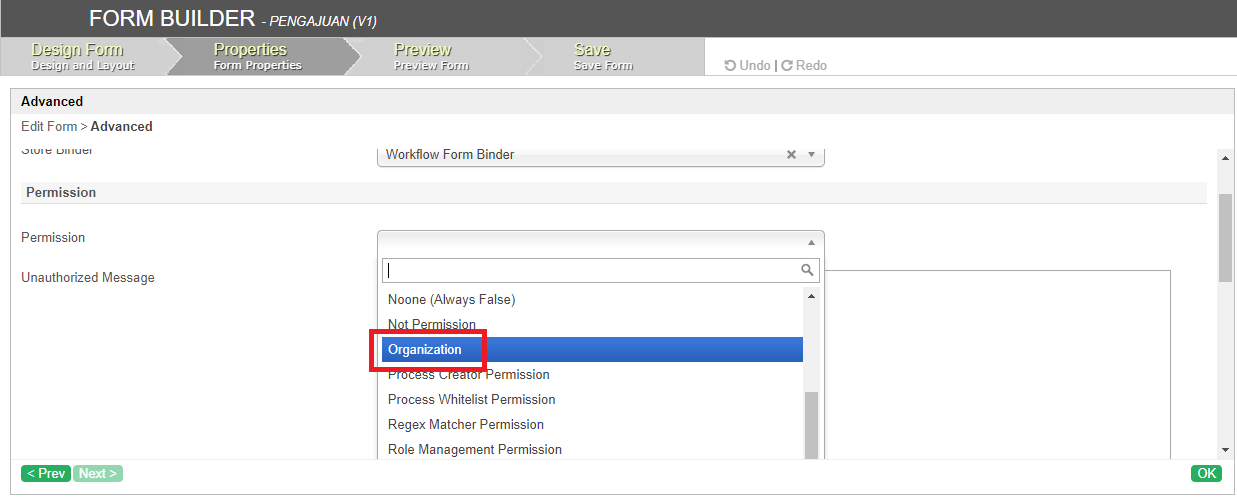 FORM BUILDER - PENGAJUAN (V1)
Design Form
Design and Layout
Properties
Form Properties
Preview
Preview Form
Save
Save Form
Undo | Redo
Advanced
Edit Form > Advanced
Store Binder
Workflow Form Binder
Permission
Permission
Unauthorized Message
Noone (Always False)
Not Permission
Organization
Process Creator Permission
Process Whitelist Permission
Regex Matcher Permission
Role Management Permission
< Prev
Next >
OK